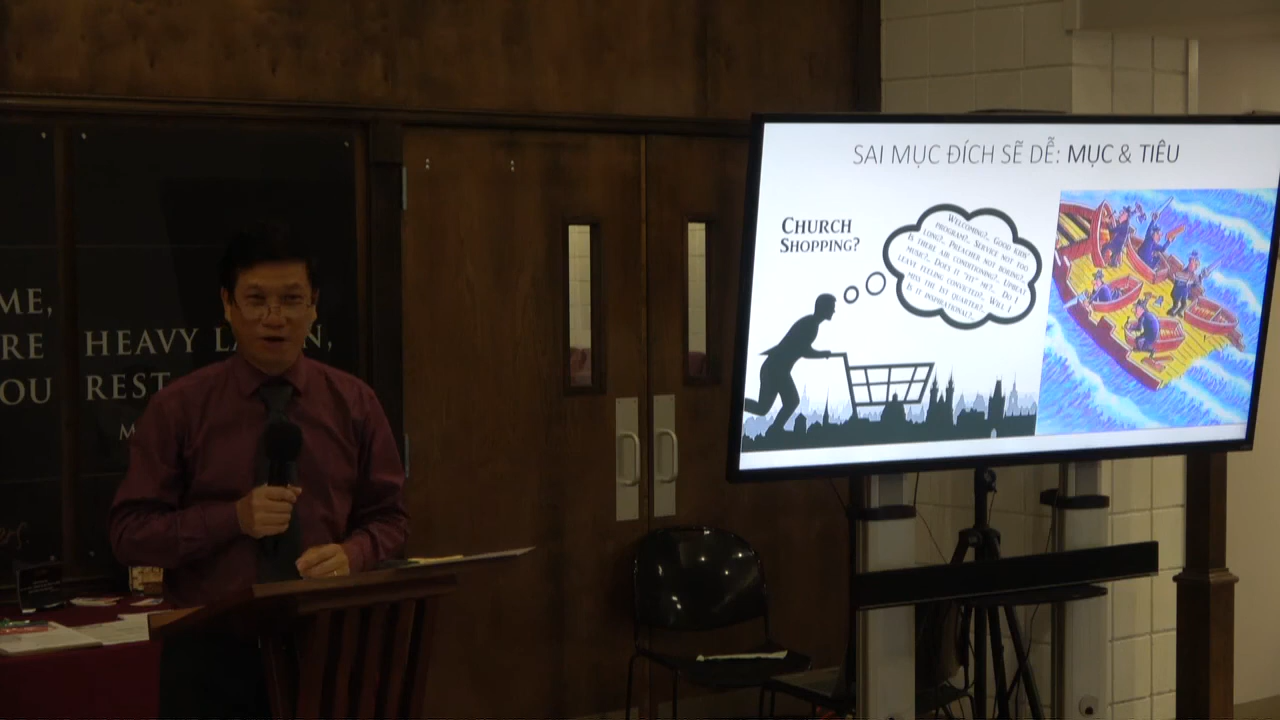 SAI MỤC ĐÍCH SẼ DỄ: MỤC & TIÊU
CHURCH
SHOPPING?
WELCOMING?.. GOOD KIDS'
PROGRAM?.. SERVICE NOT TOO
LONG?.. PREACHER NOT BORING?..
IS THERE AIR CONDITIONING?.. UPBEAT
MUSIC?.. DOES IT "FIT" ME?... DO I
LEAVE FEELING CONVICTED?.. WILL I
MISS THE 1ST QUARTER?..
IS IT INSPIRATIONAL?..
ME,
RE
OU
HEAVY
REST